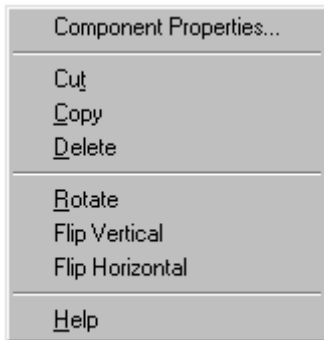 Component Properties...
Cut
Copy
Delete
Rotate
Flip Vertical
Flip Horizontal
Help